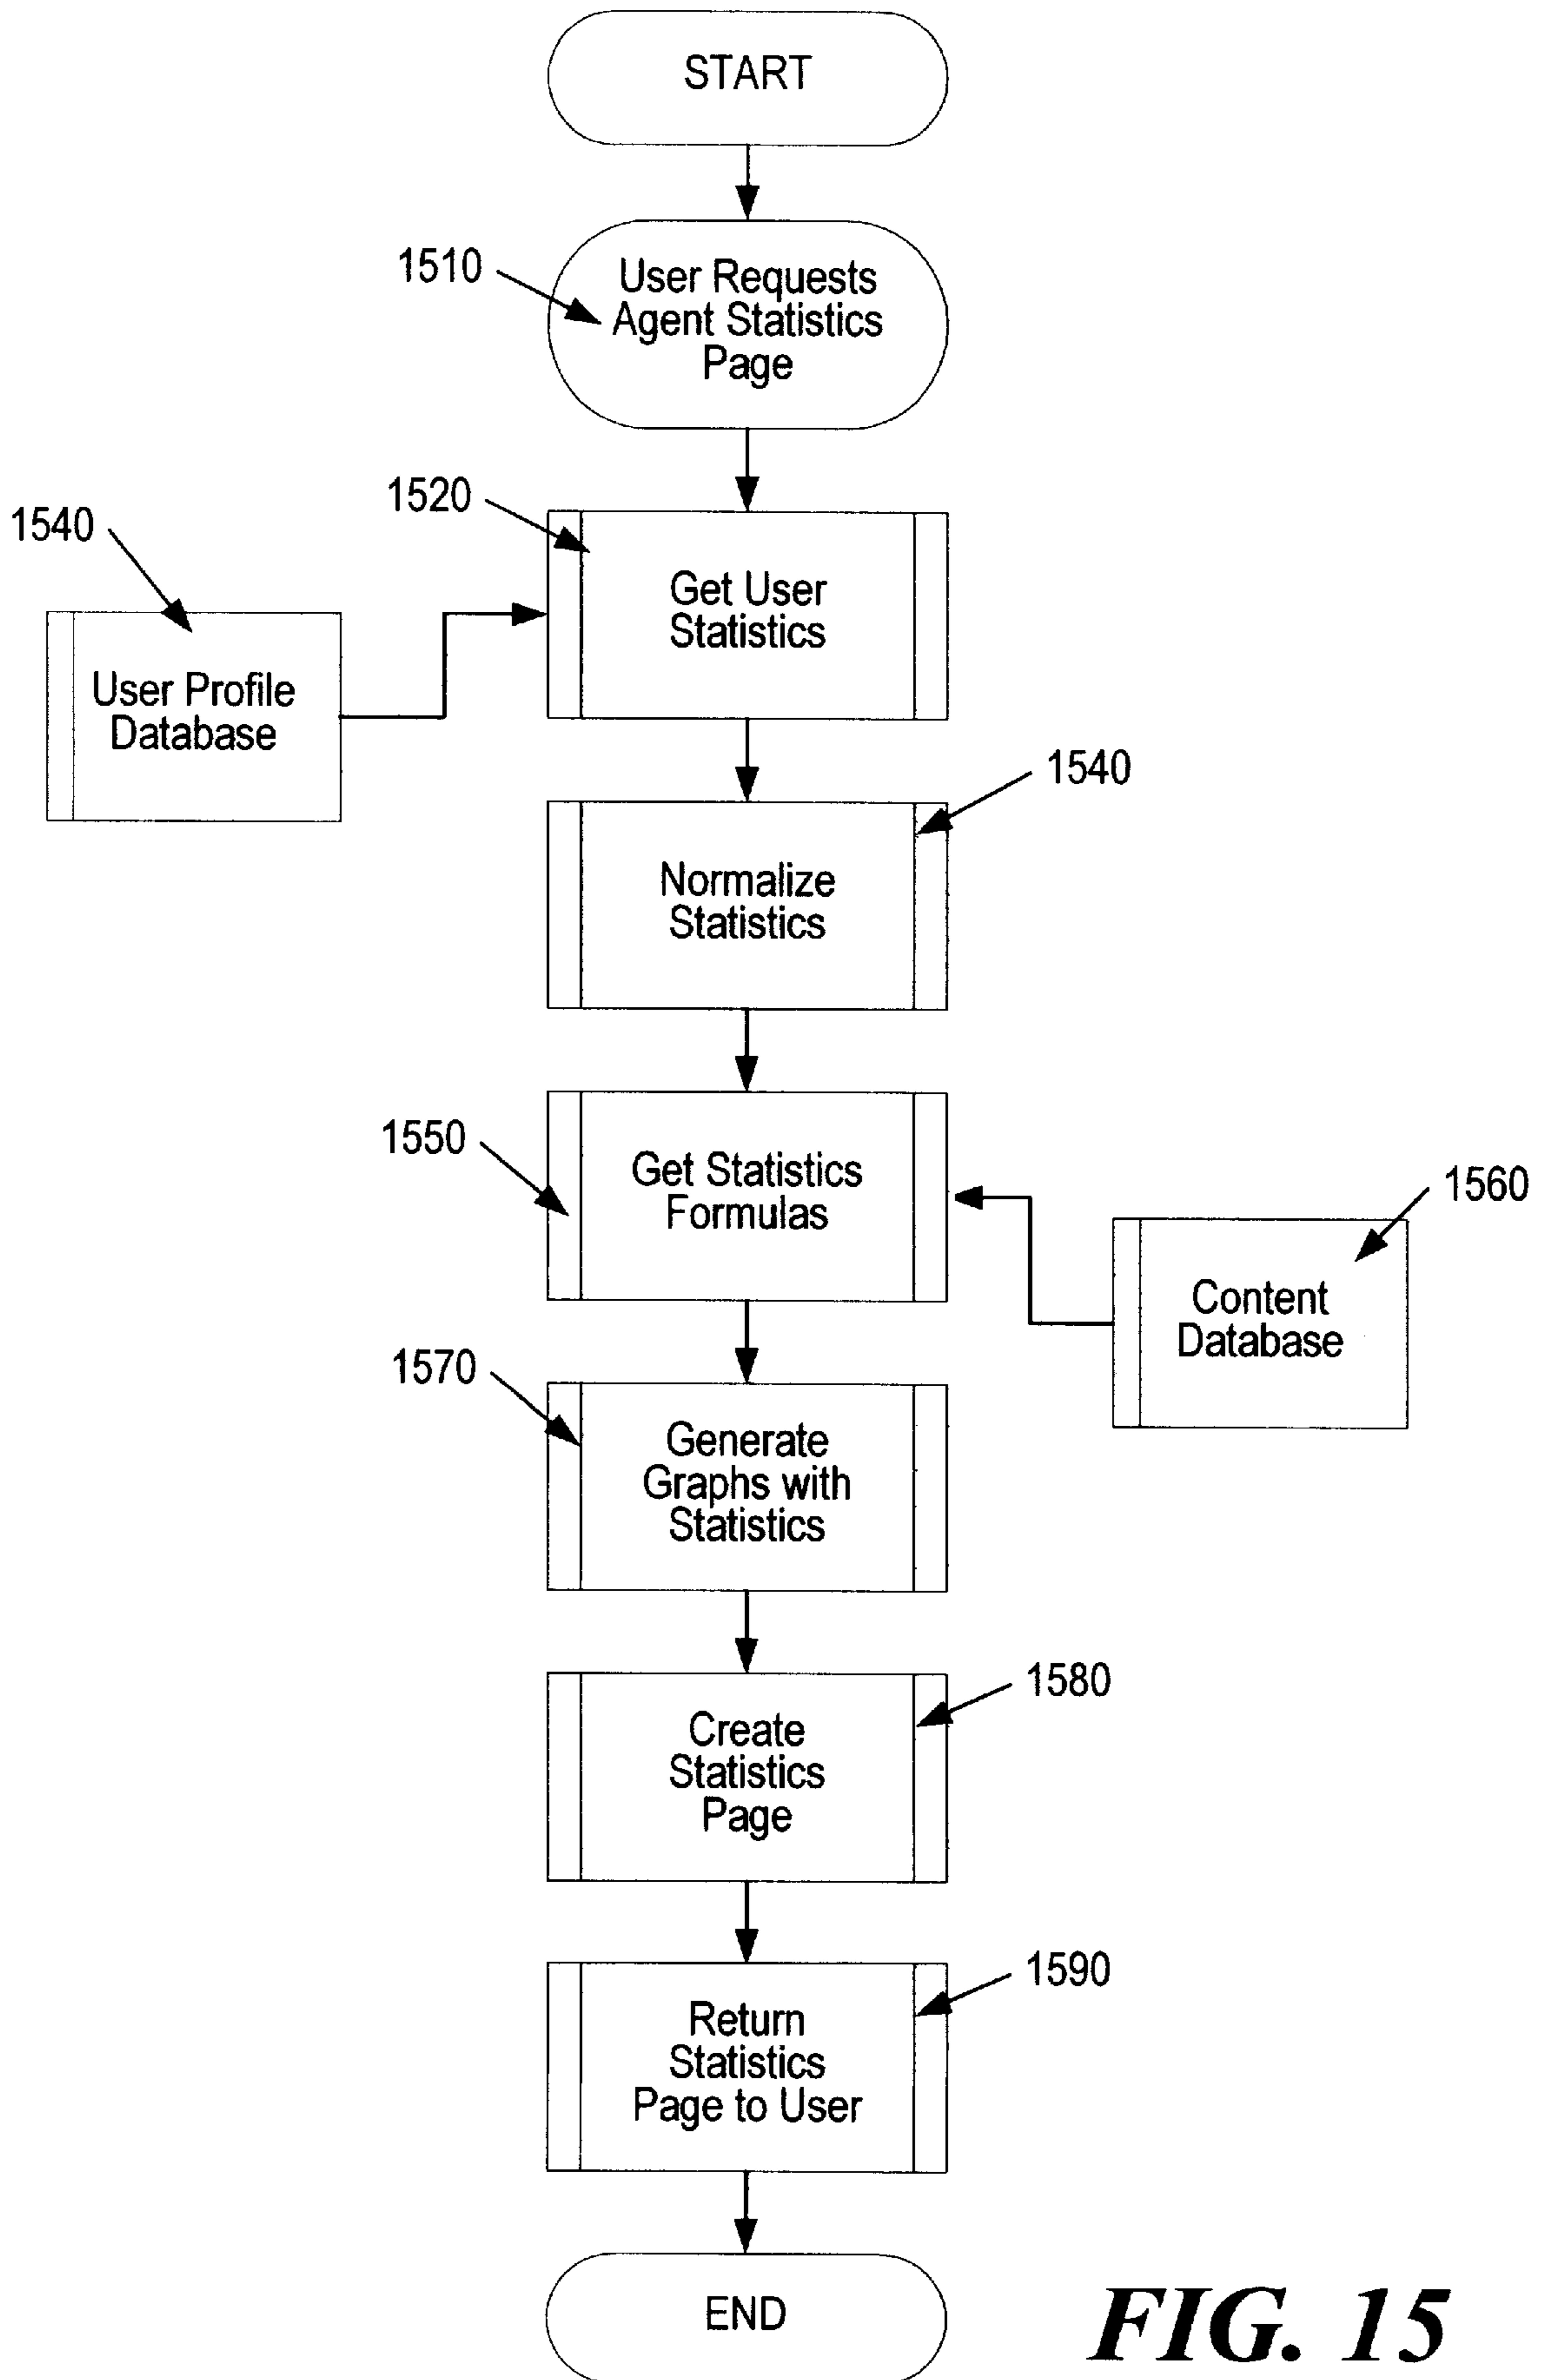 START
1510
User Requests
Agent Statistics
Page
1520
Get User
Statistics
1540
User Profile
Database
1540
Normalize
Statistics
1550
Get Statistics
Formulas
1560
Content
Database
1570
Generate
Graphs with
Statistics
1580
Create
Statistics
Page
1590
Return
Statistics
Page to User
END
FIG. 15